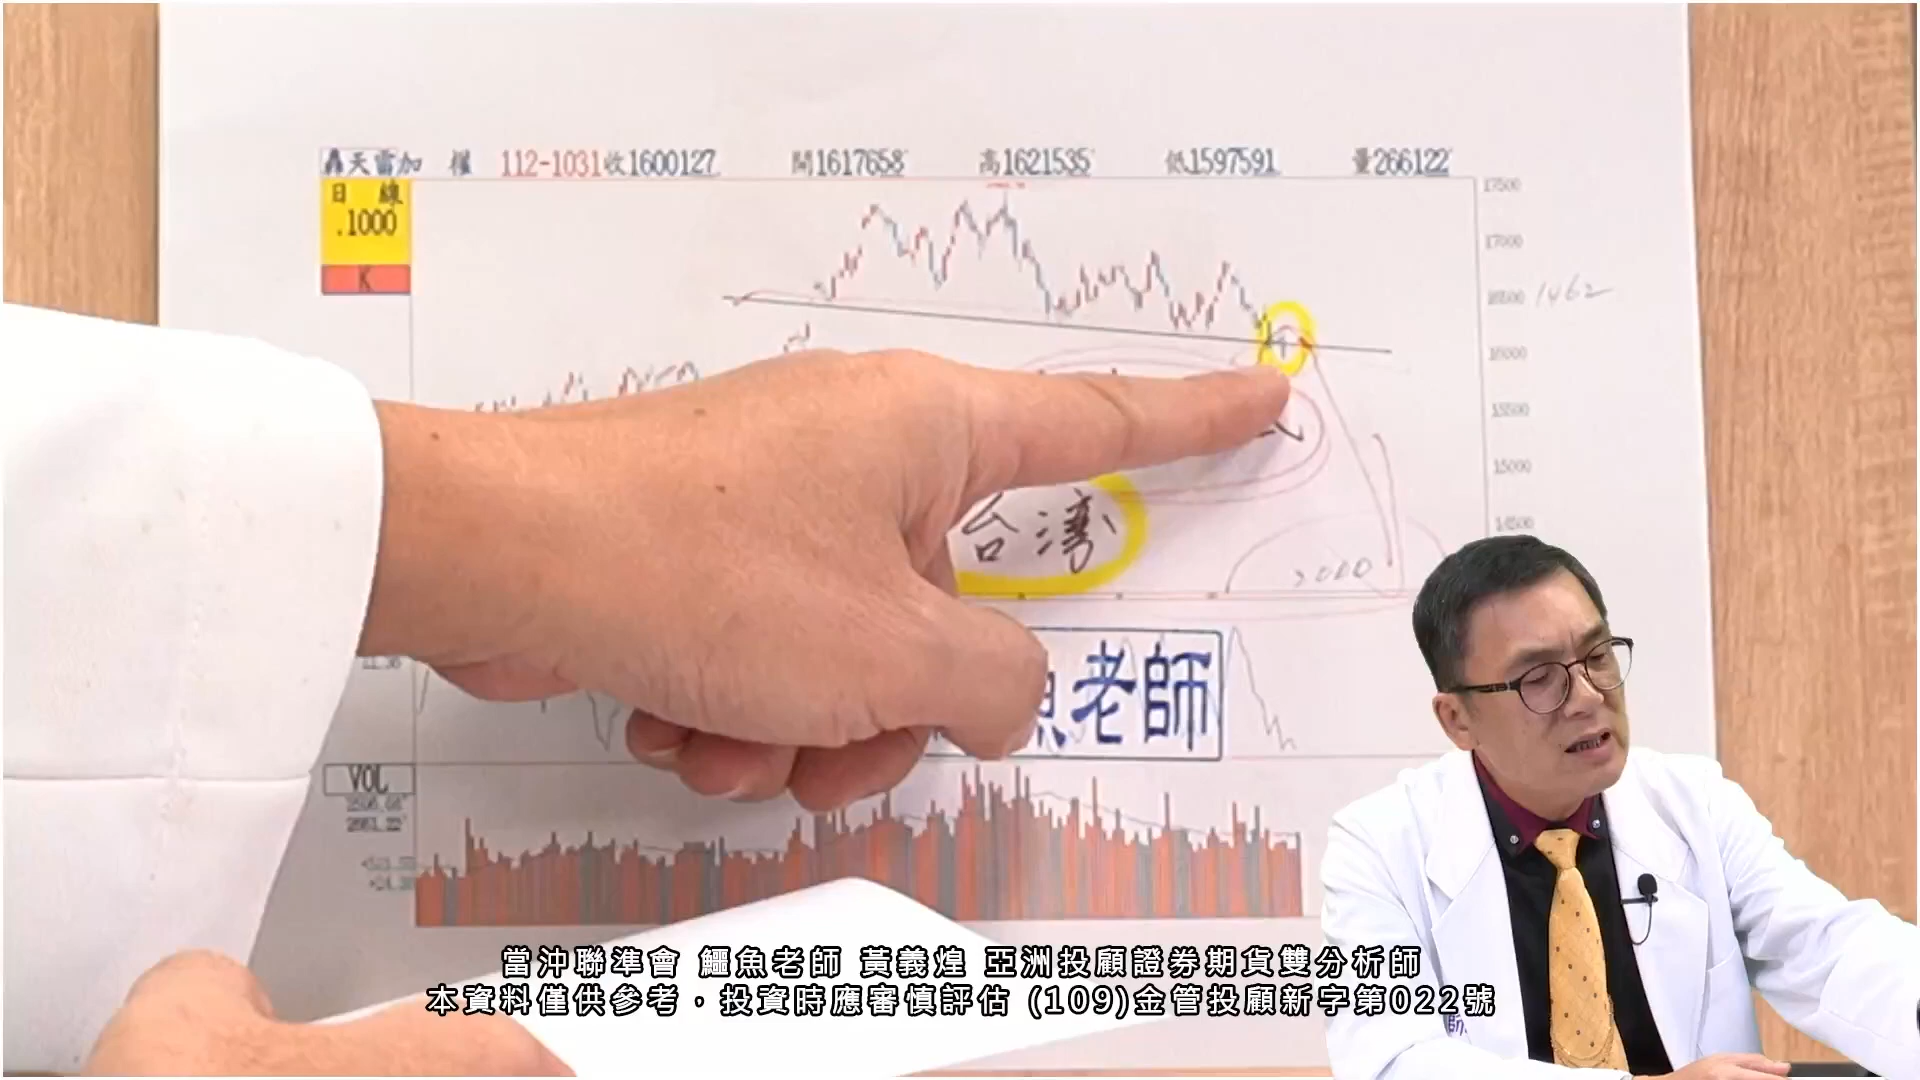 轟天雷加 權 112-1031收1600127 開1617658 高1621535 低1597591 量266122
日 線
.1000
K
17500
17000
16500 1462
16000
15500
15000
14500
台灣
2000
老師
VOL
當沖聯準會 鱷魚老師 黃義煌 亞洲投顧證券期貨雙分析師
本資料僅供參考，投資時應審慎評估 (109)金管投顧新字第022號